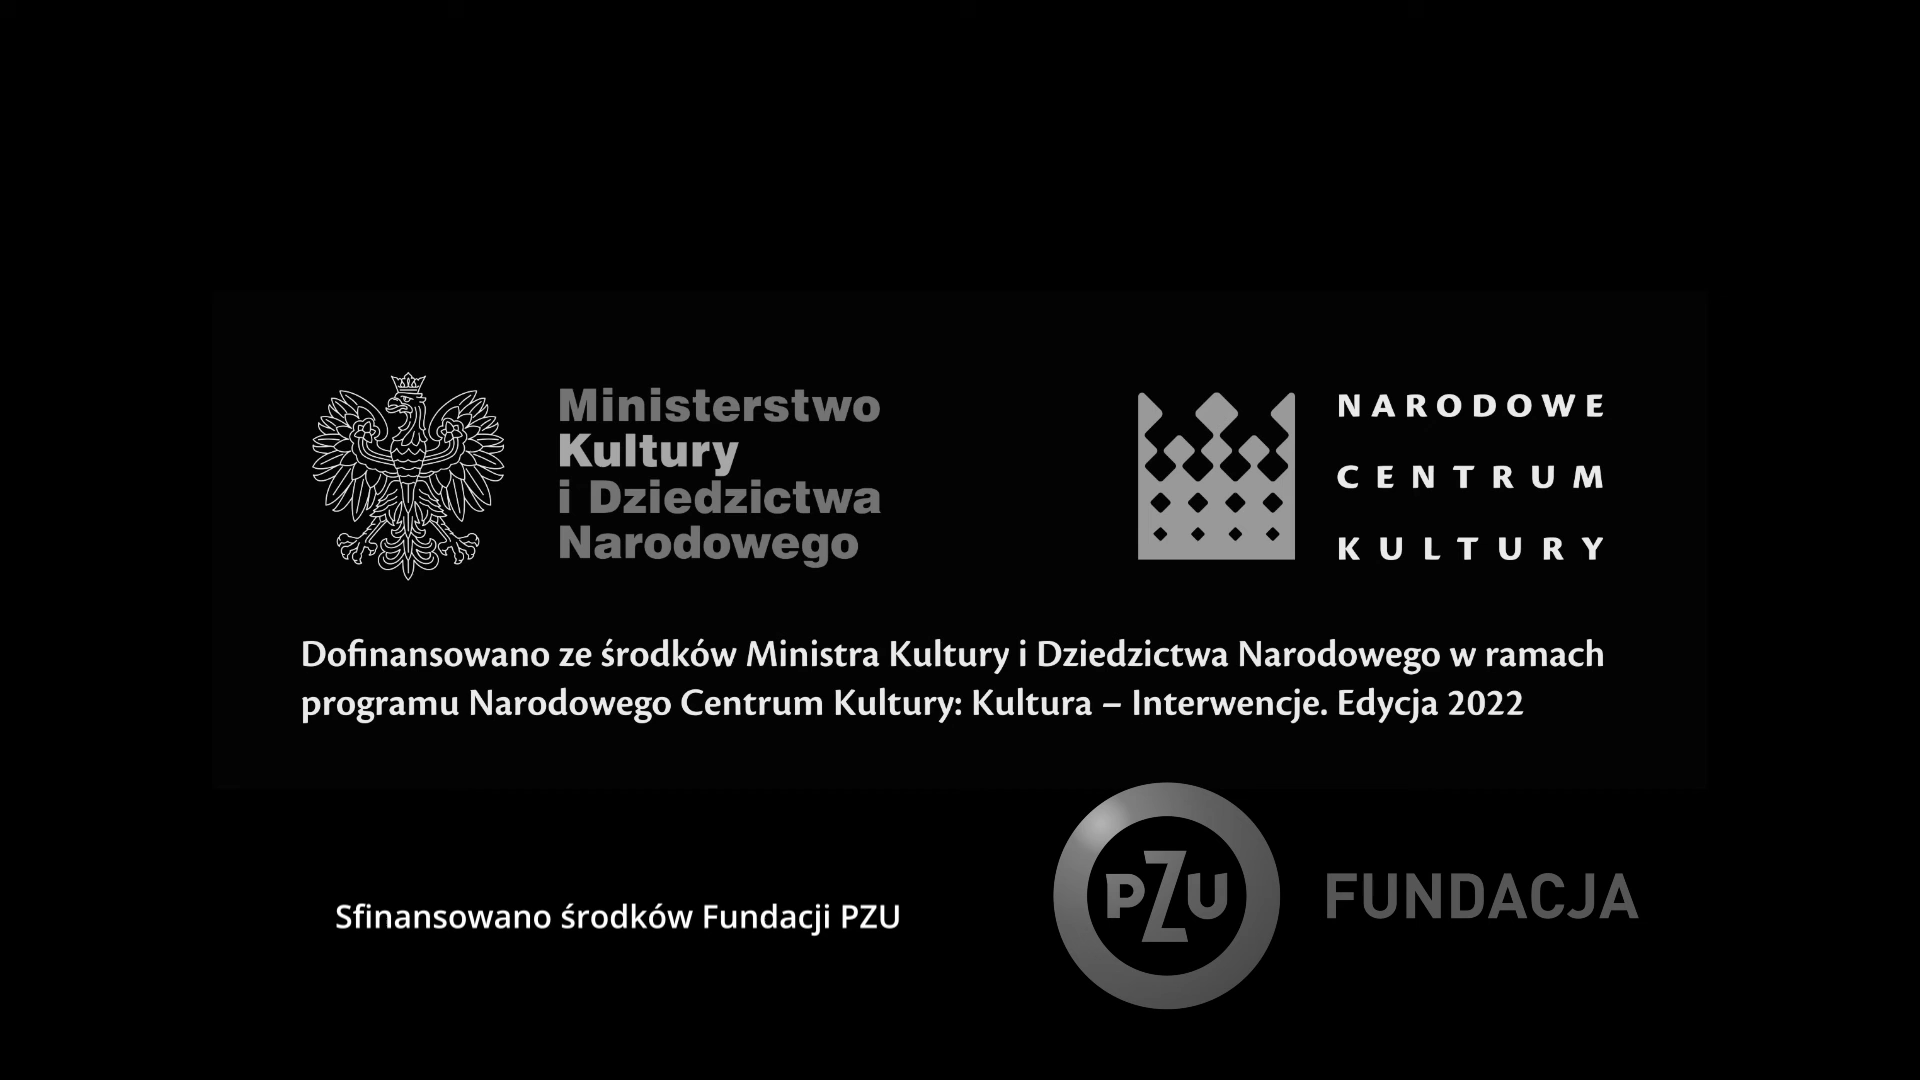 Ministerstwo
Kultury
i Dziedzictwa
Narodowego
NARODOWE
CENTRUM
KULTURY
Dofinansowano ze środków Ministra Kultury i Dziedzictwa Narodowego w ramach
programu Narodowego Centrum Kultury: Kultura – Interwencje. Edycja 2022
Sfinansowano środków Fundacji PZU
PZU
FUNDACJA